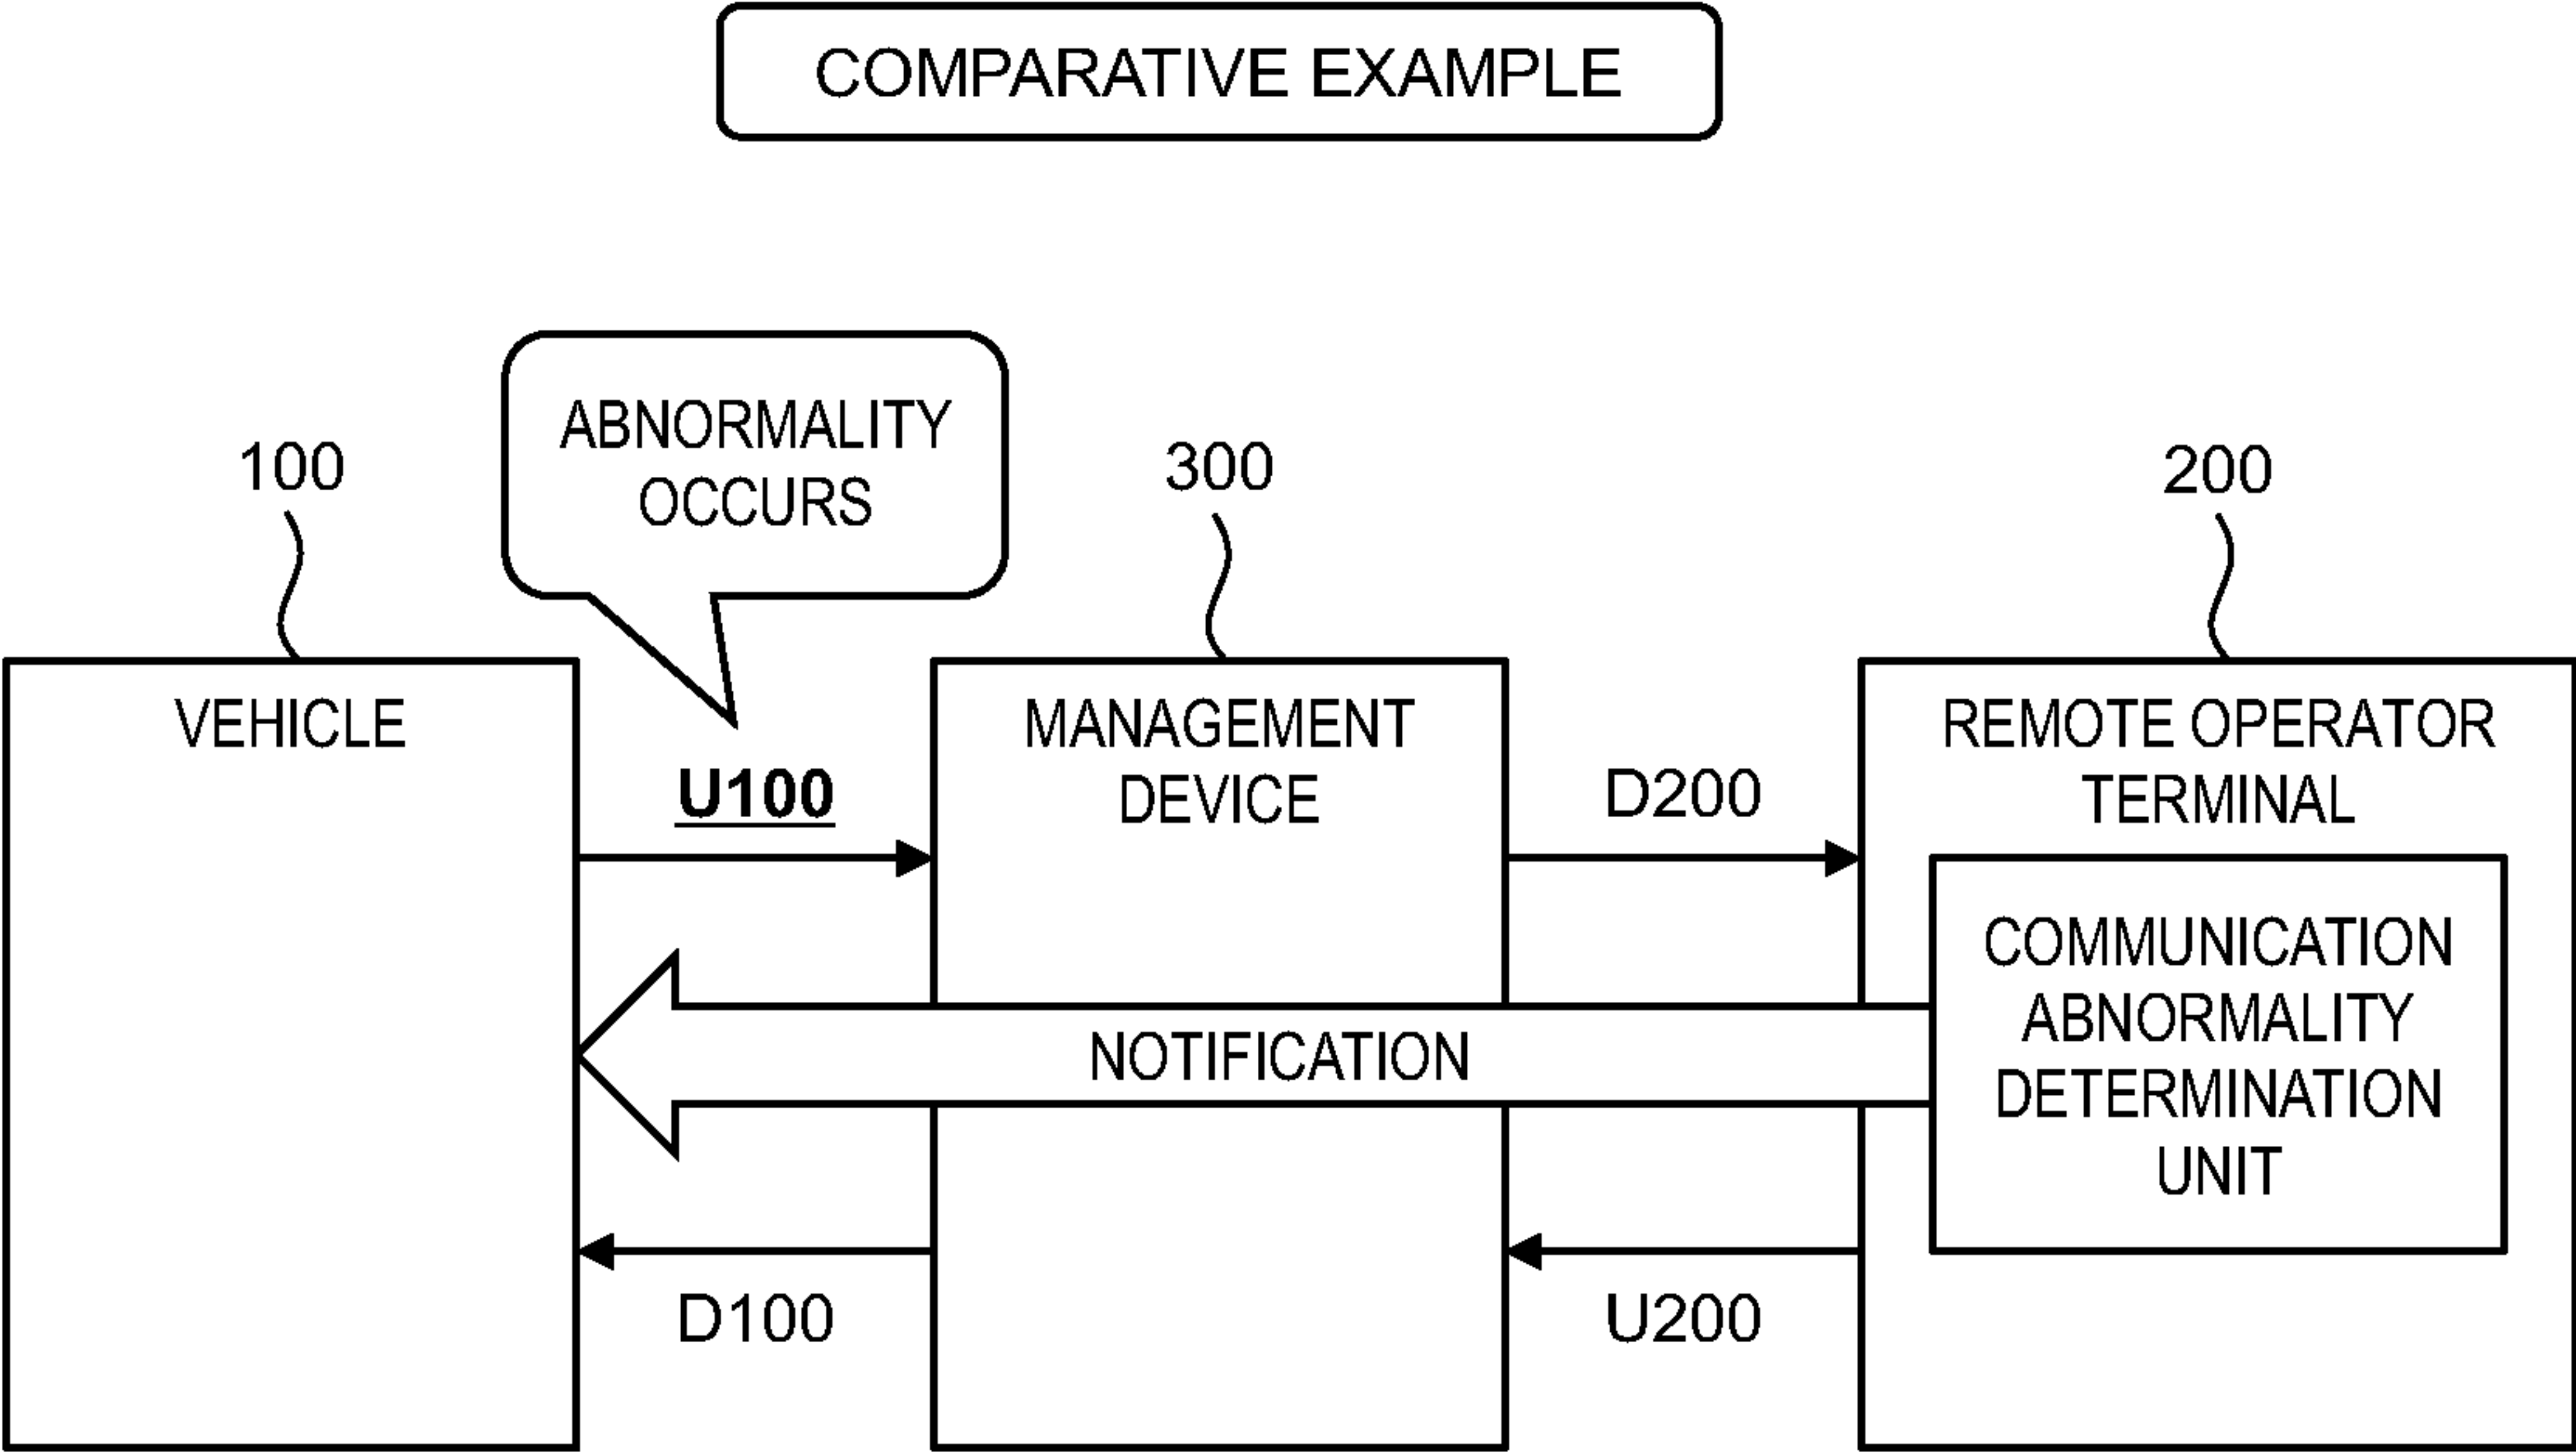 COMPARATIVE EXAMPLE
ABNORMALITY
OCCURS
100
300
200
VEHICLE
U100
MANAGEMENT
DEVICE
D200
REMOTE OPERATOR
TERMINAL
COMMUNICATION
ABNORMALITY
DETERMINATION
UNIT
NOTIFICATION
D100
U200